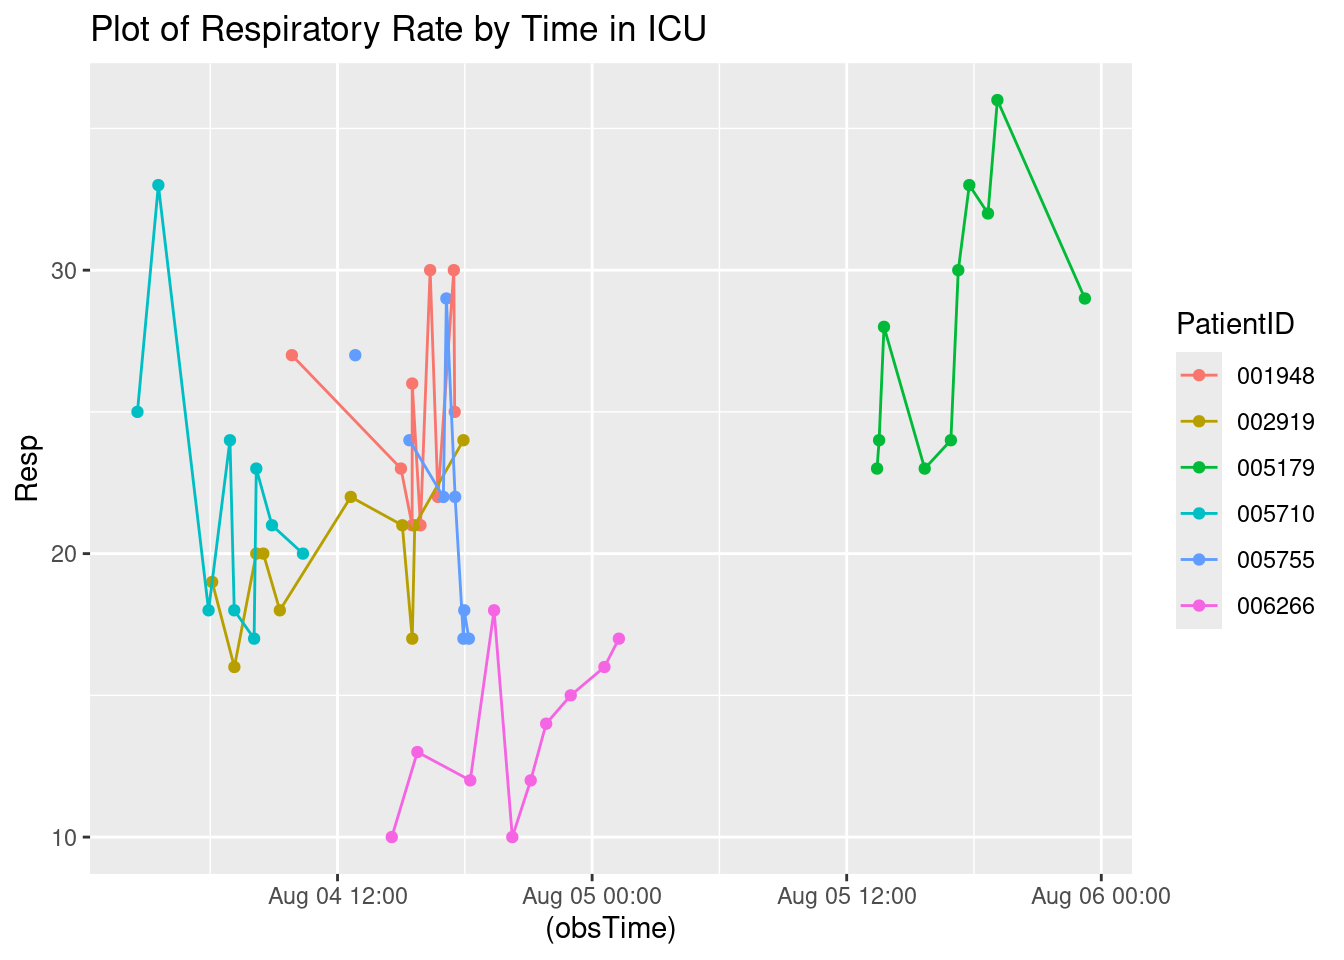 Plot of Respiratory Rate by Time in ICU
Resp
30
20
10
Aug 04 12:00
Aug 05 00:00
Aug 05 12:00
Aug 06 00:00
(obsTime)
PatientID
001948
002919
005179
005710
005755
006266